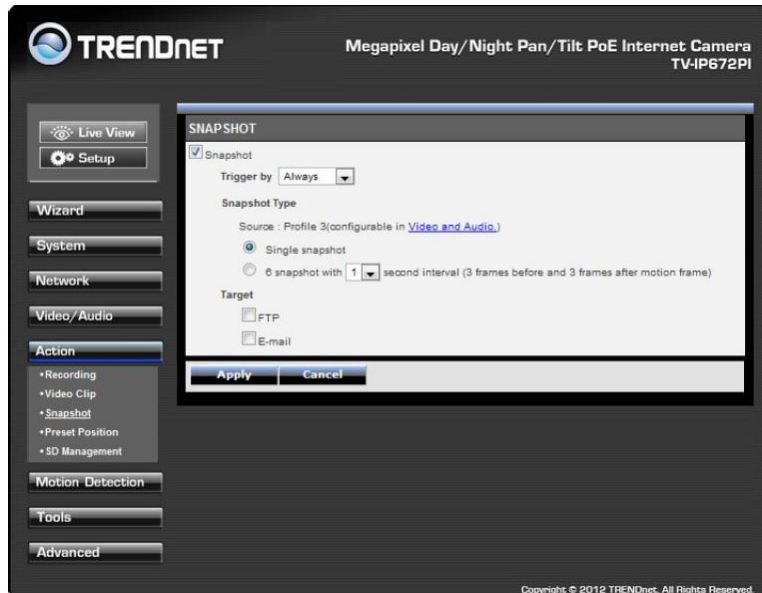 TRENDNET
Megapixel Day/Night Pan/Tilt PoE Internet Camera
TV-IP672PI
Live View
Setup
Wizard
System
Network
Video/Audio
Action
•Recording
•Video Clip
•Snapshot
•Preset Position
•SD Management
Motion Detection
Tools
Advanced
SNAPSHOT
Snapshot
Trigger by Always
Snapshot Type
Source : Profile 3(configurable in Video and Audio.)
Single snapshot
6 snapshot with 1 second interval (3 frames before and 3 frames after motion frame)
Target
FTP
E-mail
Apply Cancel
Copyright © 2012 TRENDnet. All Rights Reserved.